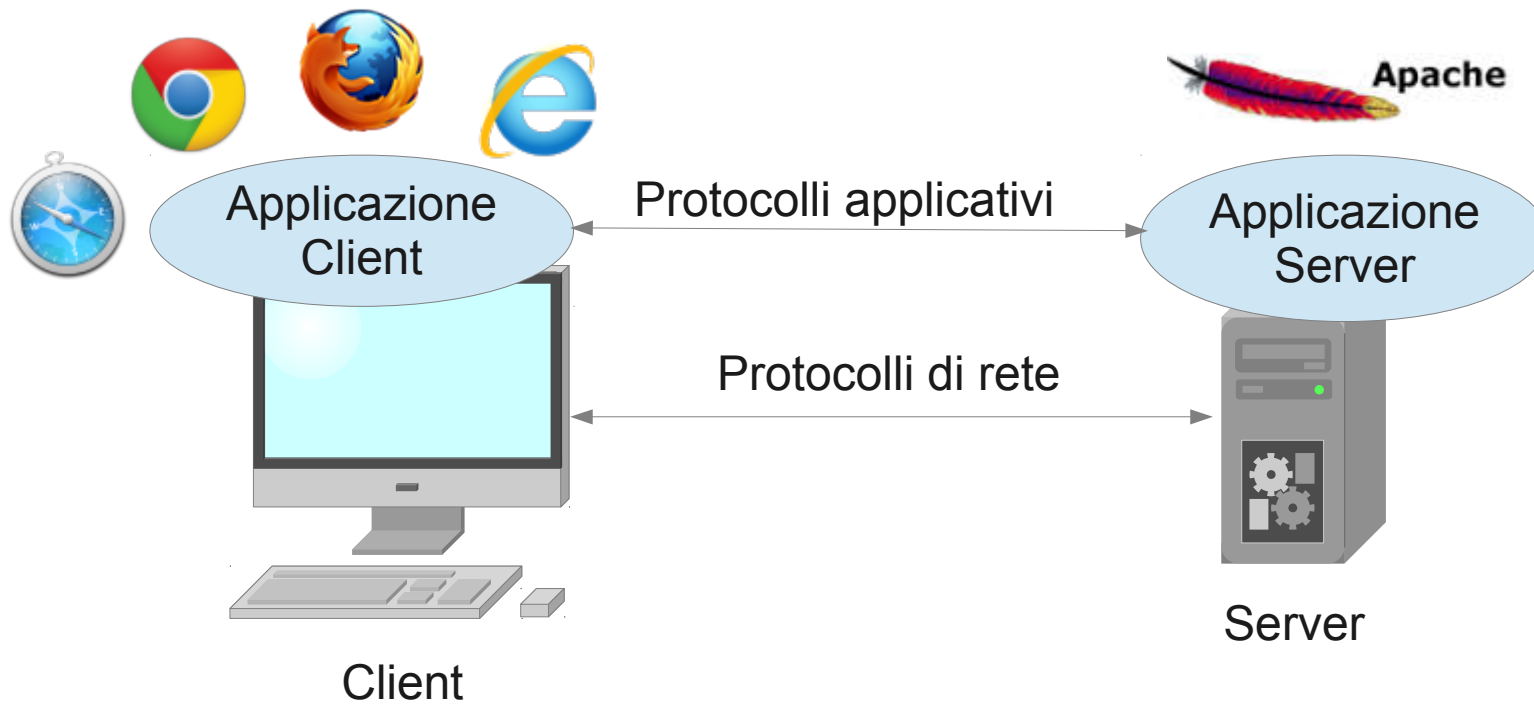 Apache
Applicazione
Client
Protocolli applicativi
Applicazione
Server
Protocolli di rete
Server
Client